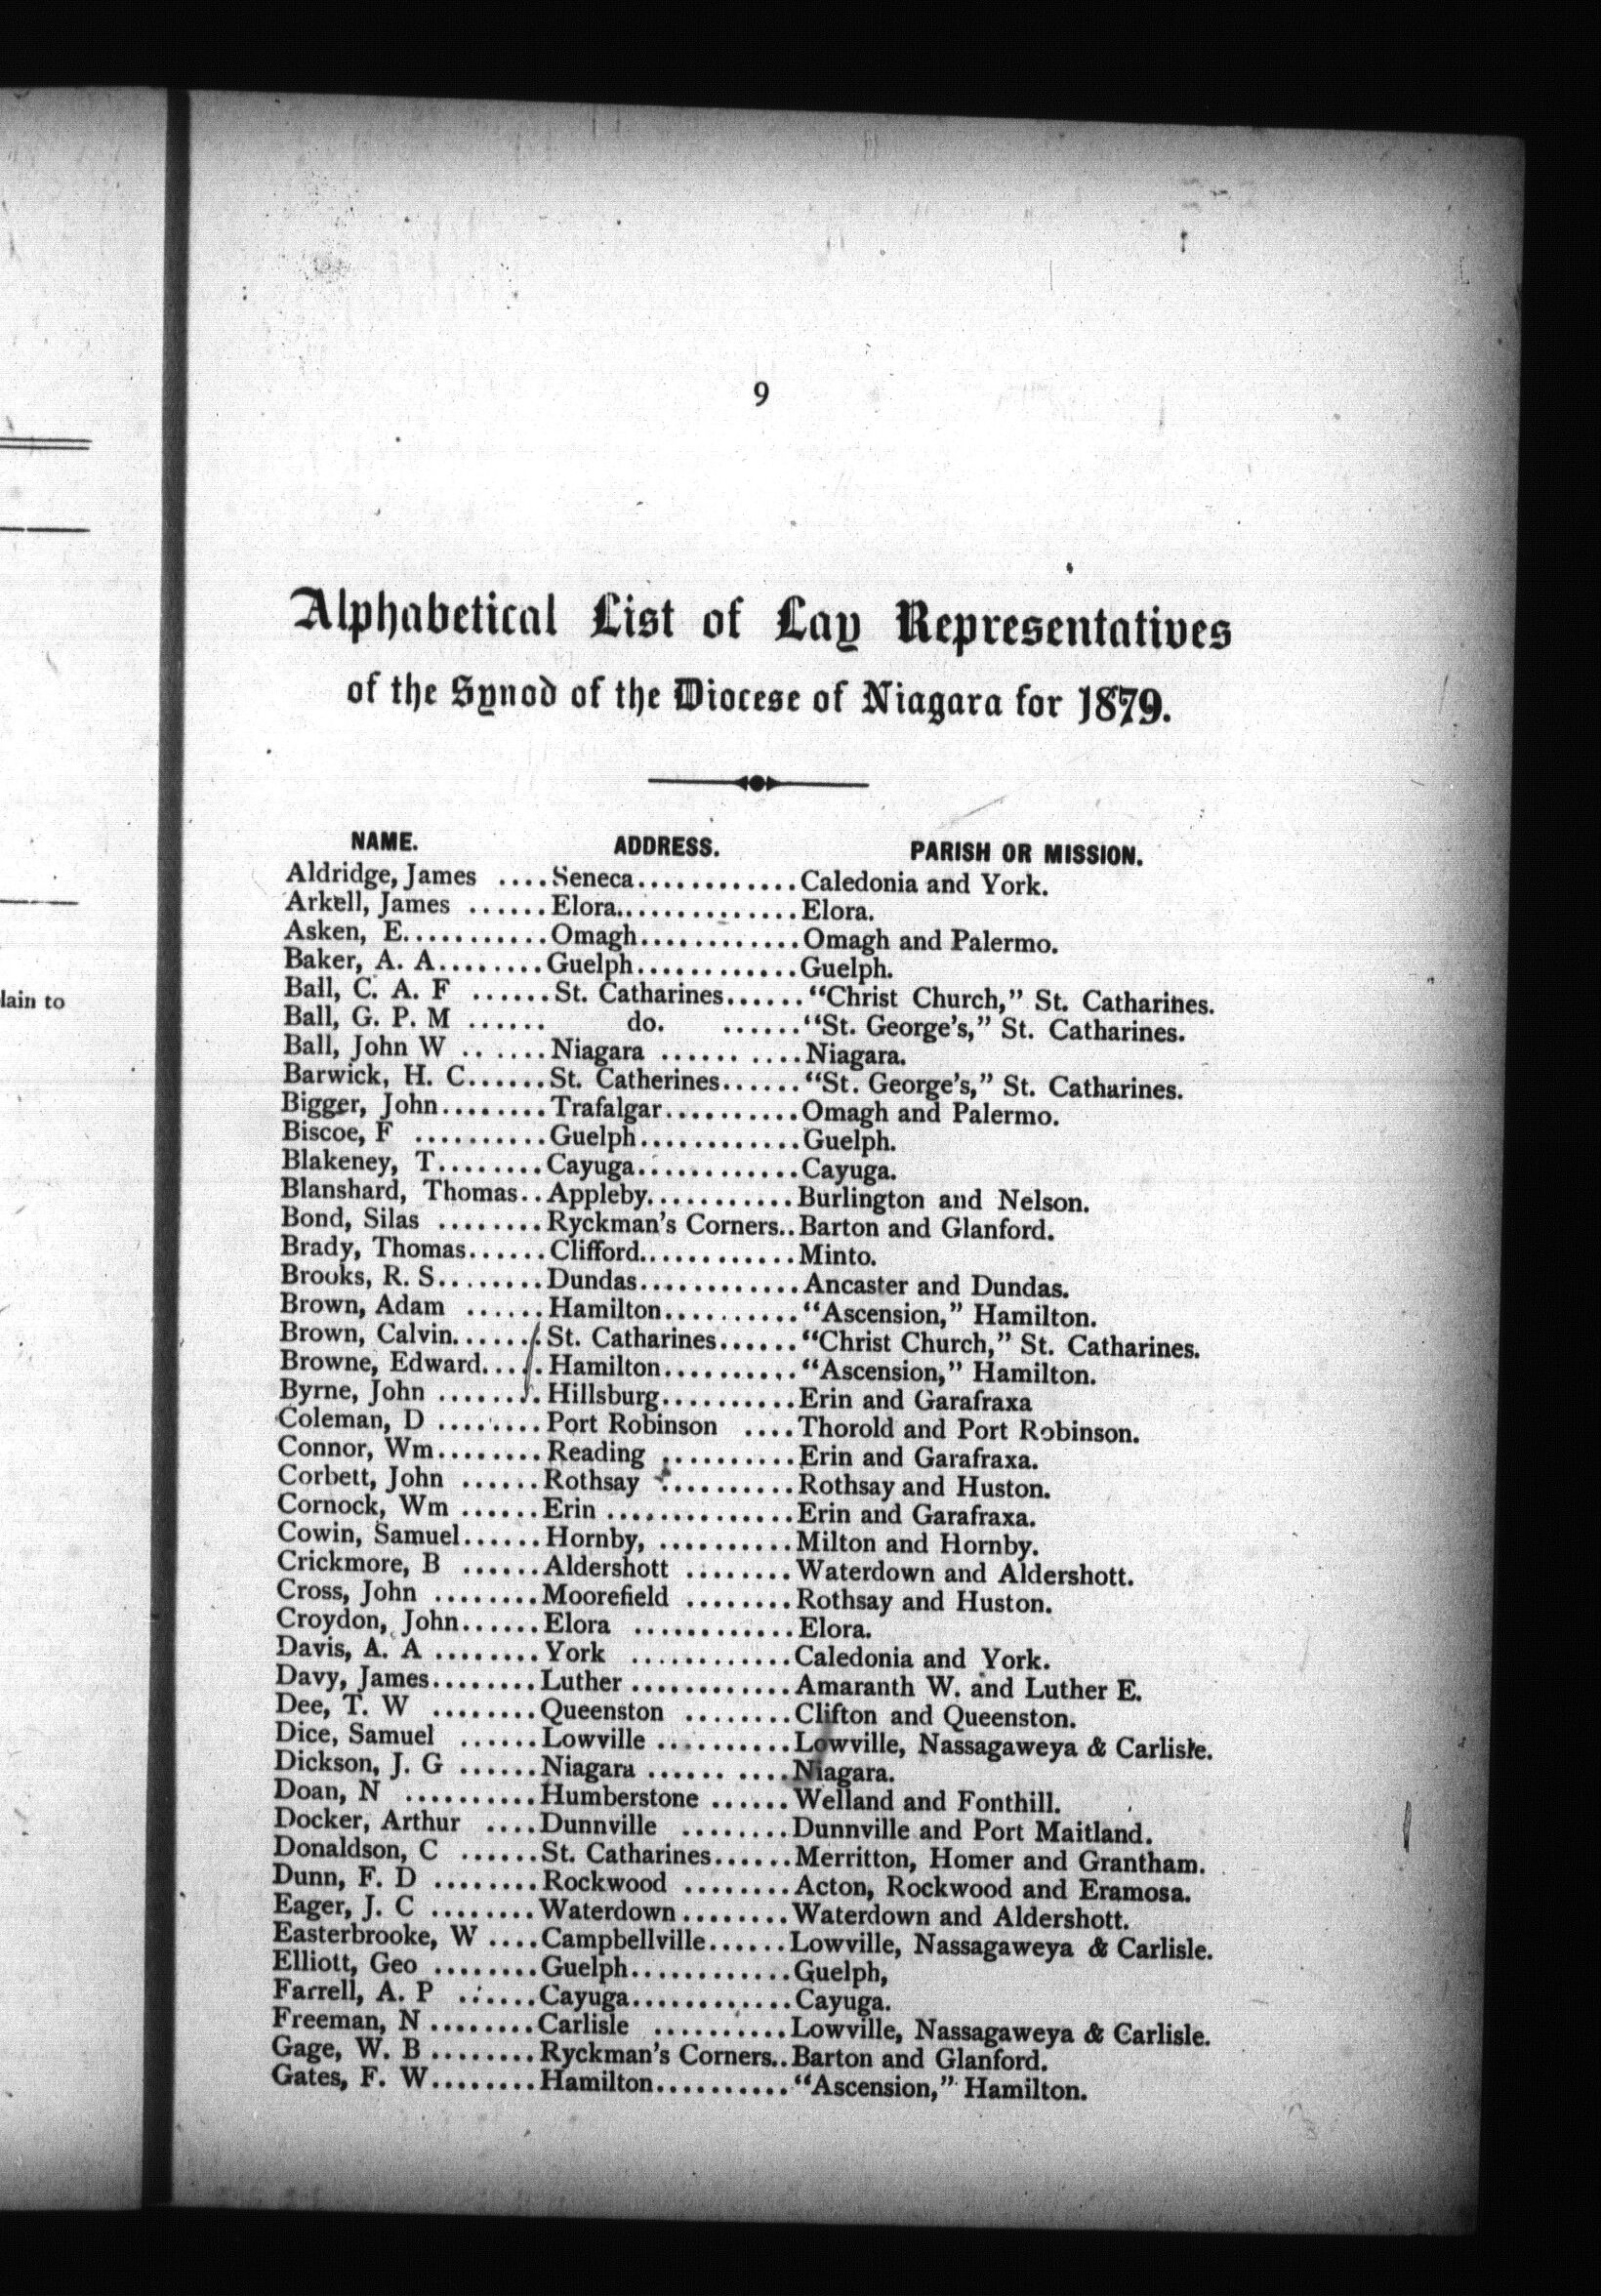 9
Alphabetical List of Lay Representatives
of the Synod of the Diocese of Niagara for 1879.
NAME. ADDRESS. PARISH OR MISSION.
Aldridge, James ....Seneca............Caledonia and York.
Arkell, James ......Elora..............Elora.
Asken, E...........Omagh............Omagh and Palermo.
Baker, A. A........Guelph............Guelph.
Ball, C. A. F ......St. Catharines......"Christ Church," St. Catharines.
Ball, G. P. M ...... do. ......"St. George's," St. Catharines.
Ball, John W .......Niagara ..........Niagara.
Barwick, H. C......St. Catherines......"St. George's," St. Catharines.
Bigger, John........Trafalgar..........Omagh and Palermo.
Biscoe, F ..........Guelph............Guelph.
Blakeney, T........Cayuga............Cayuga.
Blanshard, Thomas..Appleby...........Burlington and Nelson.
Bond, Silas ........Ryckman's Corners..Barton and Glanford.
Brady, Thomas......Clifford............Minto.
Brooks, R. S........Dundas............Ancaster and Dundas.
Brown, Adam ......Hamilton.........."Ascension," Hamilton.
Brown, Calvin.......St. Catharines......"Christ Church," St. Catharines.
Browne, Edward.....Hamilton.........."Ascension," Hamilton.
Byrne, John ........Hillsburg..........Erin and Garafraxa
Coleman, D ........Port Robinson ....Thorold and Port Robinson.
Connor, Wm........Reading ..........Erin and Garafraxa.
Corbett, John ......Rothsay ..........Rothsay and Huston.
Cornock, Wm ......Erin ..............Erin and Garafraxa.
Cowin, Samuel......Hornby, ..........Milton and Hornby.
Crickmore, B ......Aldershott ........Waterdown and Aldershott.
Cross, John ........Moorefield ........Rothsay and Huston.
Croydon, John......Elora ............Elora.
Davis, A. A ........York ............Caledonia and York.
Davy, James........Luther ............Amaranth W. and Luther E.
Dee, T. W ........Queenston ........Clifton and Queenston.
Dice, Samuel ......Lowville ..........Lowville, Nassagaweya & Carlisle.
Dickson, J. G ......Niagara ..........Niagara.
Doan, N ..........Humberstone ......Welland and Fonthill.
Docker, Arthur ....Dunnville ........Dunnville and Port Maitland.
Donaldson, C ......St. Catharines......Merritton, Homer and Grantham.
Dunn, F. D ........Rockwood ........Acton, Rockwood and Eramosa.
Eager, J. C ........Waterdown........Waterdown and Aldershott.
Easterbrooke, W ....Campbellville......Lowville, Nassagaweya & Carlisle.
Elliott, Geo ........Guelph............Guelph,
Farrell, A. P ......Cayuga............Cayuga.
Freeman, N ........Carlisle ..........Lowville, Nassagaweya & Carlisle.
Gage, W. B ........Ryckman's Corners..Barton and Glanford.
Gates, F. W........Hamilton.........."Ascension," Hamilton.
lain to